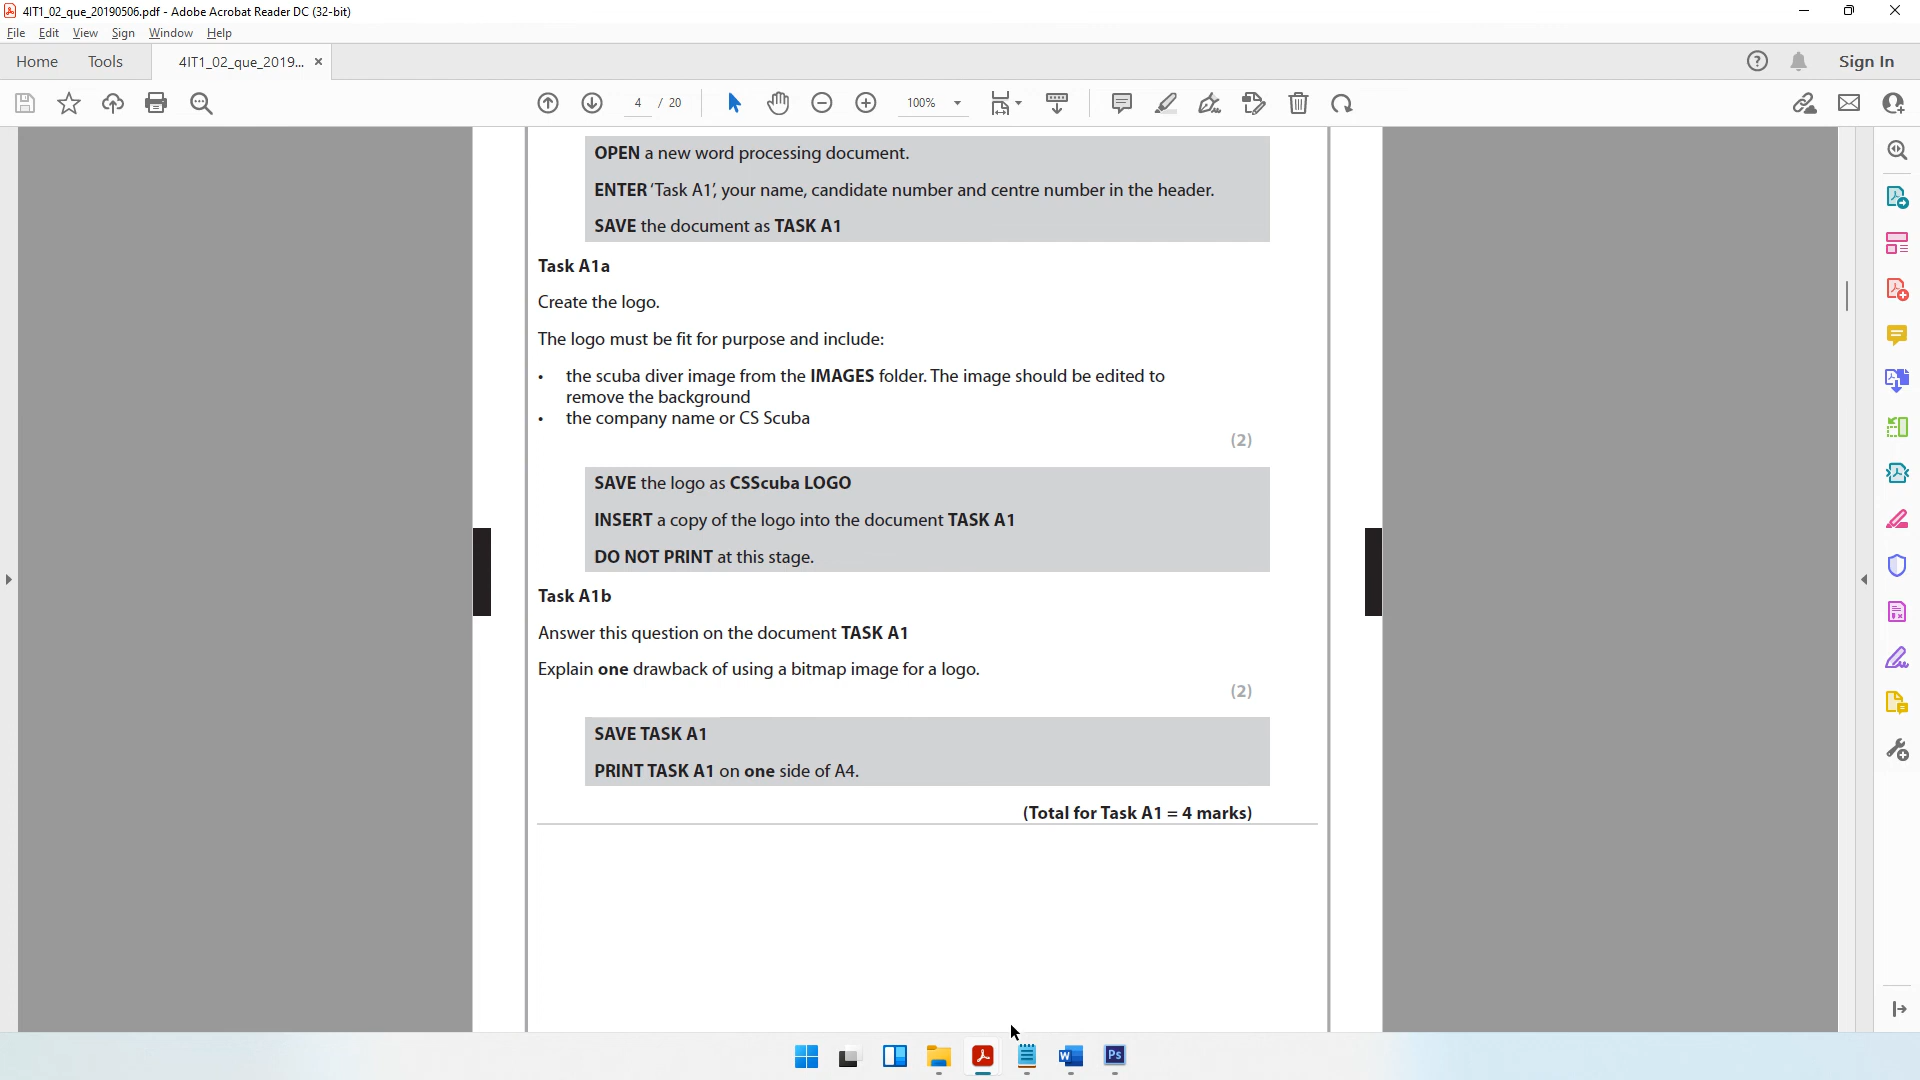 4IT1_02_que_20190506.pdf - Adobe Acrobat Reader DC (32-bit)
File Edit View Sign Window Help
Home Tools 4IT1_02_que_2019... × Sign In
4 / 20 100%
OPEN a new word processing document.
ENTER ‘Task A1’, your name, candidate number and centre number in the header.
SAVE the document as TASK A1
Task A1a
Create the logo.
The logo must be fit for purpose and include:
• the scuba diver image from the IMAGES folder. The image should be edited to
remove the background
• the company name or CS Scuba
(2)
SAVE the logo as CSScuba LOGO
INSERT a copy of the logo into the document TASK A1
DO NOT PRINT at this stage.
Task A1b
Answer this question on the document TASK A1
Explain one drawback of using a bitmap image for a logo.
(2)
SAVE TASK A1
PRINT TASK A1 on one side of A4.
(Total for Task A1 = 4 marks)
W Ps